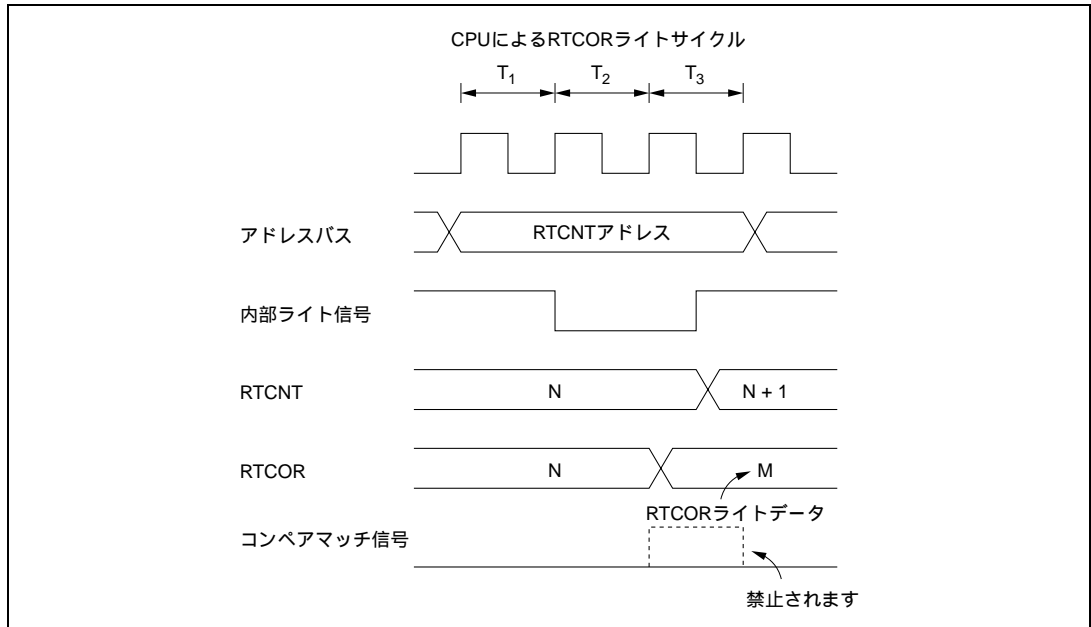 CPUによるRTCORライトサイクル
T1 T2 T3
アドレスバス RTCNTアドレス
内部ライト信号
RTCNT N N + 1
RTCOR N M
RTCORライトデータ
コンペアマッチ信号
禁止されます